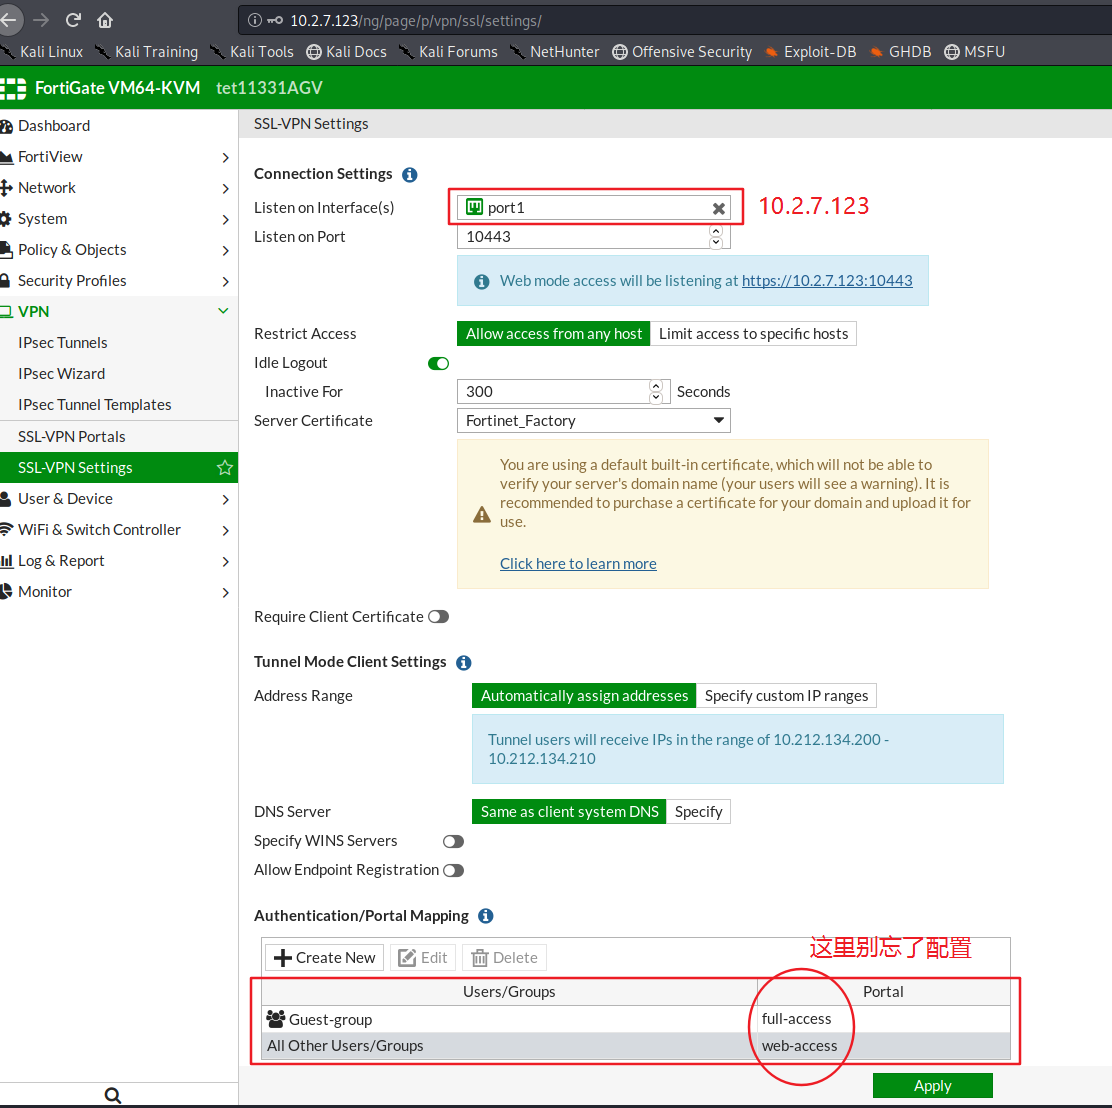 10.2.7.123/ng/page/p/vpn/ssl/settings/
Kali Linux Kali Training Kali Tools Kali Docs Kali Forums NetHunter Offensive Security Exploit-DB GHDB MSFU
FortiGate VM64-KVM tet11331AGV
Dashboard
FortiView
Network
System
Policy & Objects
Security Profiles
VPN
IPsec Tunnels
IPsec Wizard
IPsec Tunnel Templates
SSL-VPN Portals
SSL-VPN Settings
User & Device
WiFi & Switch Controller
Log & Report
Monitor
SSL-VPN Settings
Connection Settings
Listen on Interface(s) port1 10.2.7.123
Listen on Port 10443
Web mode access will be listening at https://10.2.7.123:10443
Restrict Access Allow access from any host Limit access to specific hosts
Idle Logout
Inactive For 300 Seconds
Server Certificate Fortinet_Factory
You are using a default built-in certificate, which will not be able to
verify your server's domain name (your users will see a warning). It is
recommended to purchase a certificate for your domain and upload it for
use.
Click here to learn more
Require Client Certificate
Tunnel Mode Client Settings
Address Range Automatically assign addresses Specify custom IP ranges
Tunnel users will receive IPs in the range of 10.212.134.200 -
10.212.134.210
DNS Server Same as client system DNS Specify
Specify WINS Servers
Allow Endpoint Registration
Authentication/Portal Mapping
这里别忘了配置
Create New Edit Delete
Users/Groups Portal
Guest-group full-access
All Other Users/Groups web-access
Apply